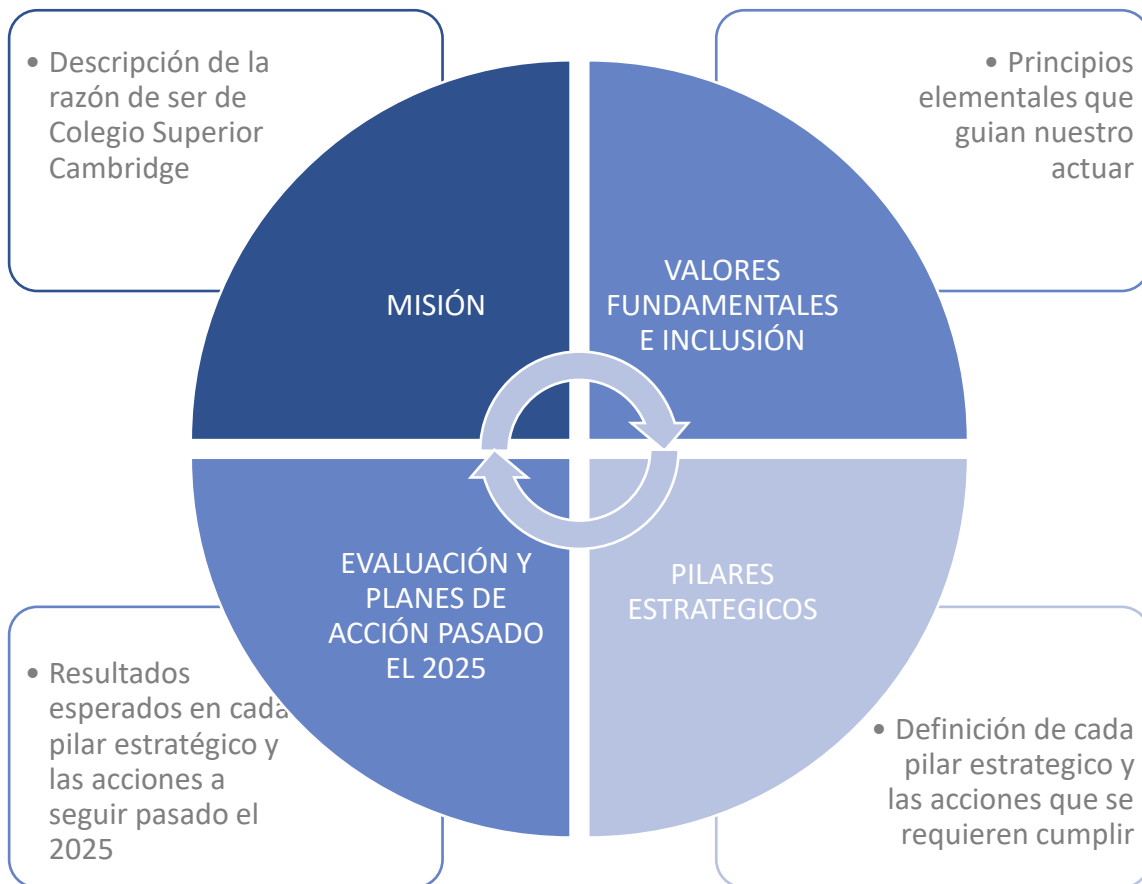 • Descripción de la
razón de ser de
Colegio Superior
Cambridge
• Principios
elementales que
guian nuestro
actuar
MISIÓN
VALORES
FUNDAMENTALES
E INCLUSIÓN
EVALUACIÓN Y
PLANES DE
ACCIÓN PASADO
EL 2025
PILARES
ESTRATEGICOS
• Resultados
esperados en cada
pilar estratégico y
las acciones a
seguir pasado el
2025
• Definición de cada
pilar estrategico y
las acciones que se
requieren cumplir